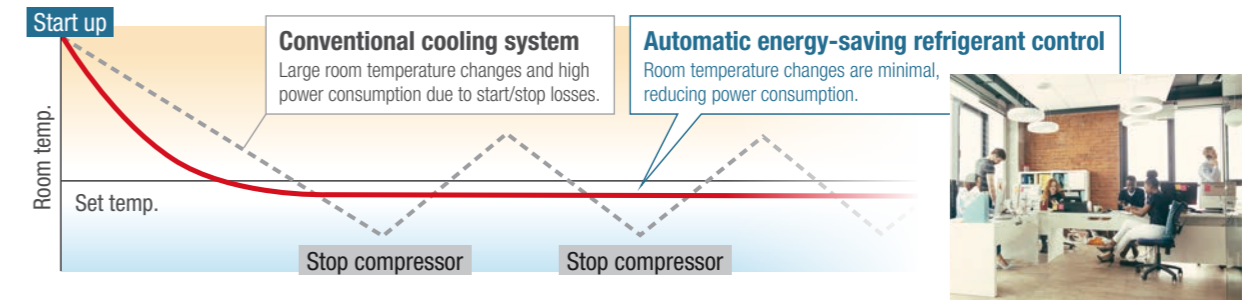 Start up
Conventional cooling system
Large room temperature changes and high
power consumption due to start/stop losses.
Automatic energy-saving refrigerant control
Room temperature changes are minimal,
reducing power consumption.
Room temp.
Set temp.
Stop compressor
Stop compressor